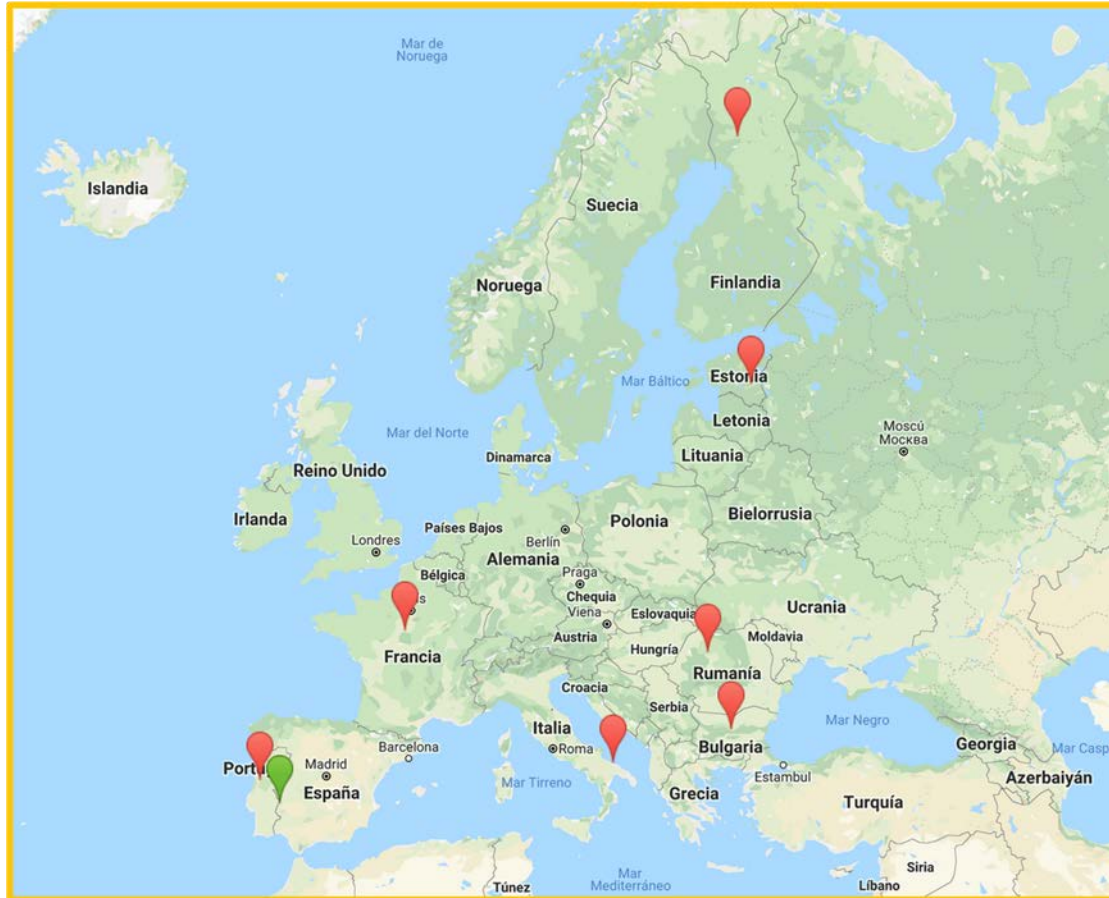 Mar de
Noruega
Islandia
Suecia
Noruega
Finlandia
Mar Báltico
Estonia
Letonia
Mar del Norte
Moscú
Москва
Dinamarca
Lituania
Reino Unido
Bielorrusia
Irlanda
Países Bajos
Polonia
Londres
Berlín
Alemania
Bélgica
Praga
Chequia
Ucrania
Eslovaquia
Viena
Moldavia
Austria
Hungría
Francia
Rumanía
Croacia
Serbia
Italia
Mar Negro
Barcelona
Roma
Bulgaria
Georgia
Mar Casp
Portu
Madrid
Mar Tirreno
Estambul
Azerbaiyán
España
Grecia
Turquía
Siria
Mar
Mediterráneo
Túnez
Líbano